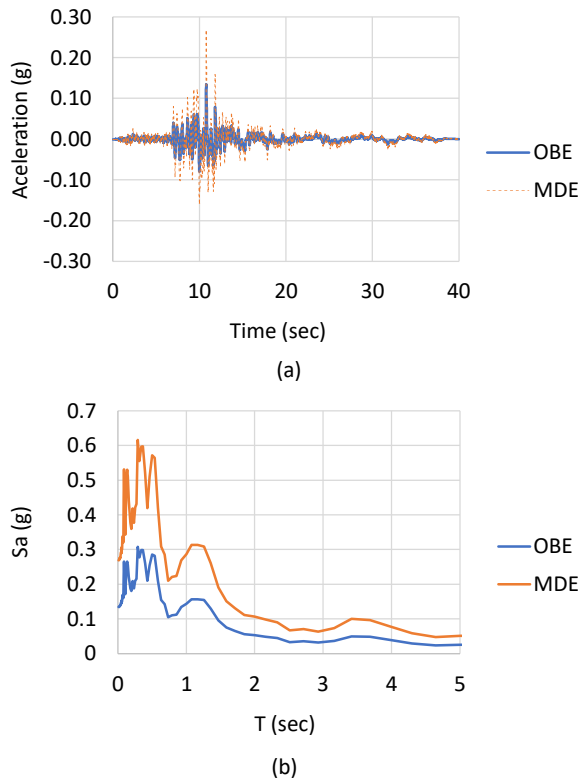 0.30
0.20
0.10
0.00
-0.10
-0.20
-0.30
Aceleration (g)
0 10 20 30 40
Time (sec)
OBE
MDE
(a)
0.7
0.6
0.5
0.4
0.3
0.2
0.1
0
Sa (g)
0 1 2 3 4 5
T (sec)
OBE
MDE
(b)